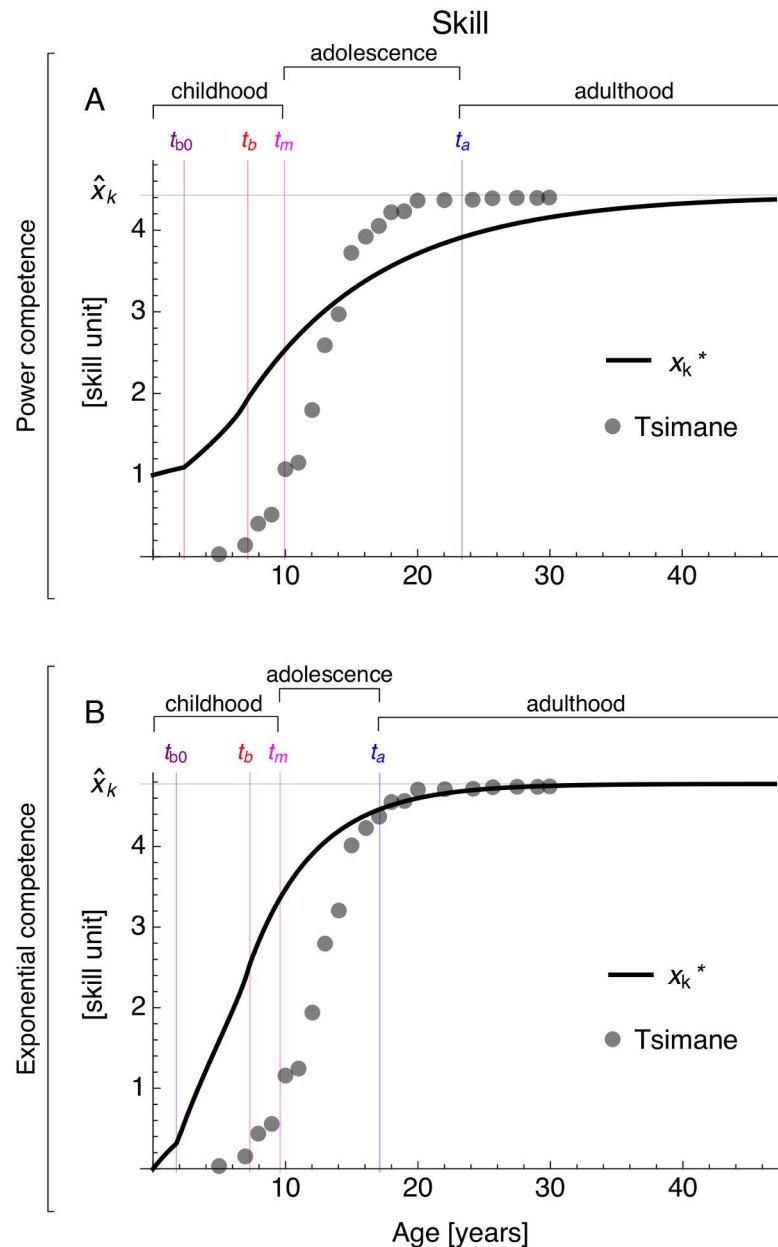 Skill
adolescence
A
childhood
adulthood
t_b0 t_b t_m t_a
x̂_k
4
3
2
1
Power competence
[skill unit]
x_k*
Tsimane
10 20 30 40
adolescence
B
childhood
adulthood
t_b0 t_b t_m t_a
x̂_k
4
3
2
1
Exponential competence
[skill unit]
x_k*
Tsimane
10 20 30 40
Age [years]